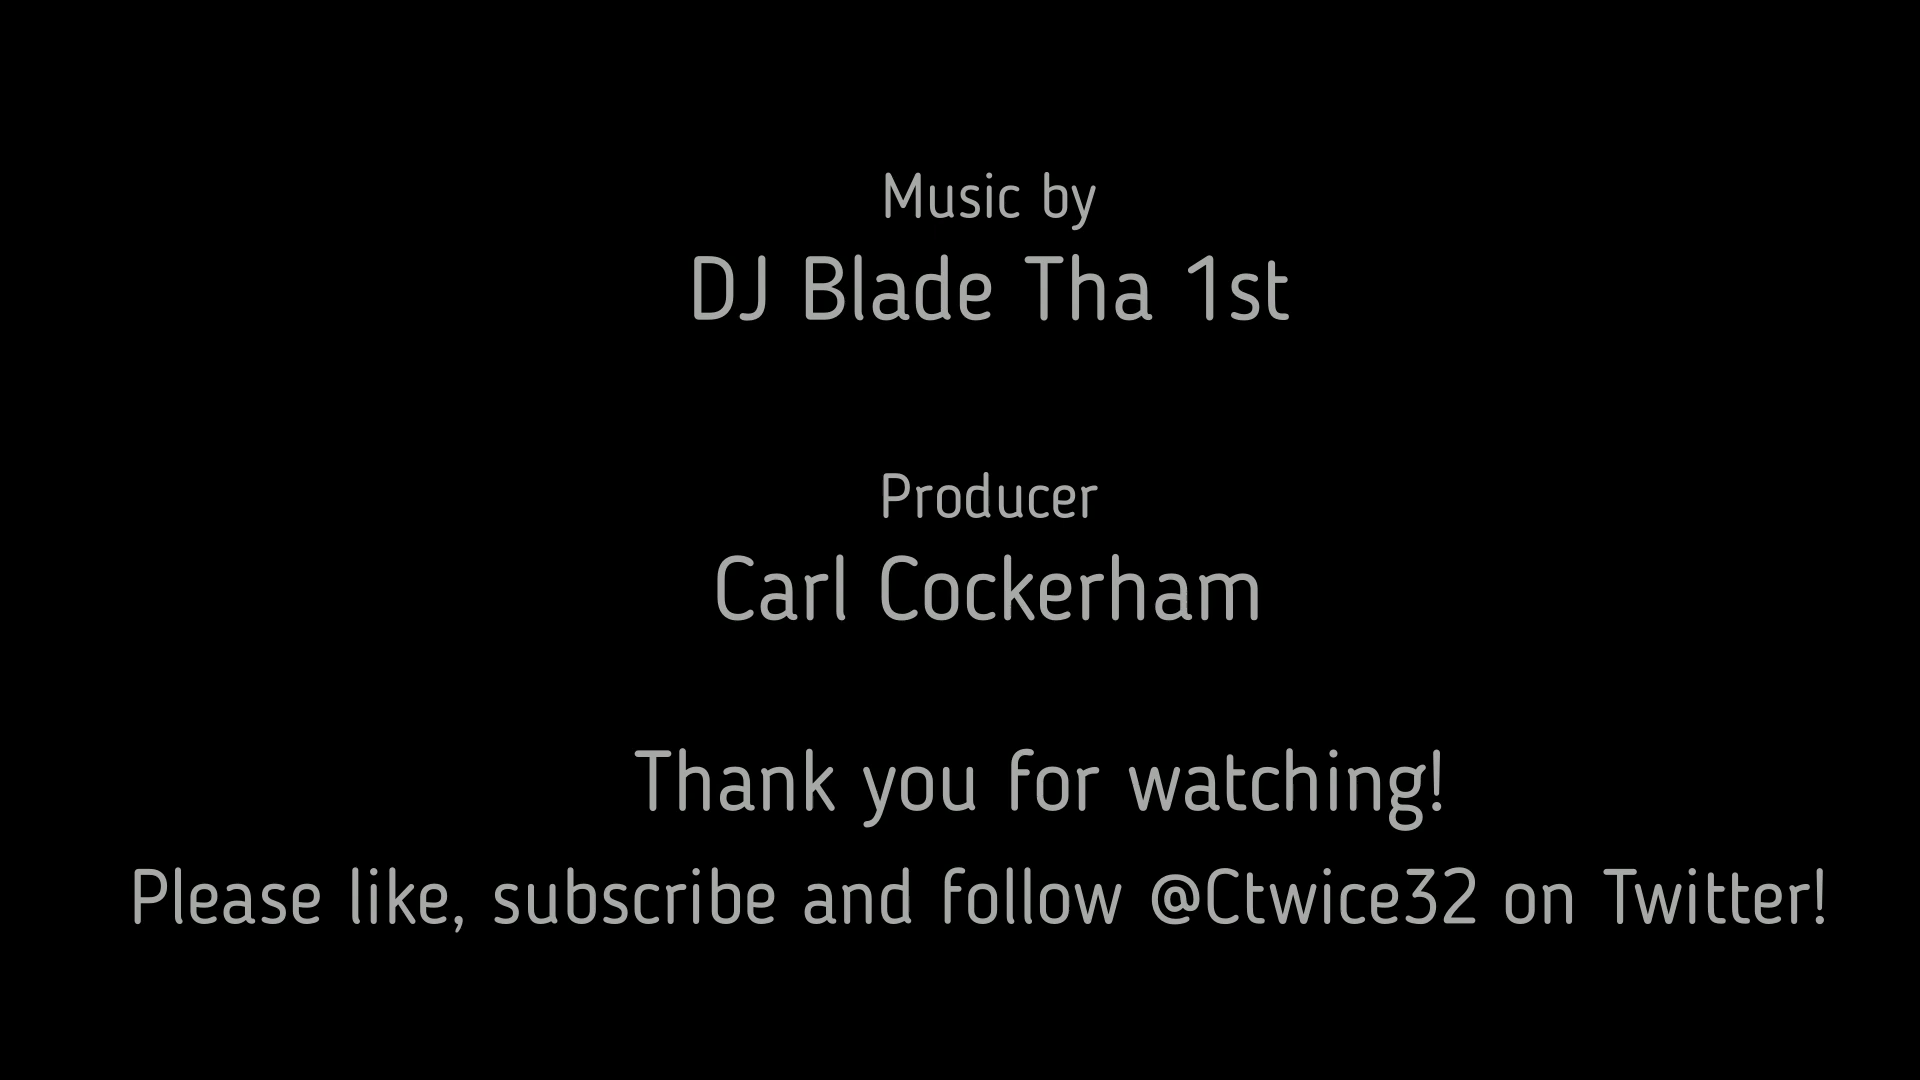 Music by
DJ Blade Tha 1st
Producer
Carl Cockerham
Thank you for watching!
Please like, subscribe and follow @Ctwice32 on Twitter!